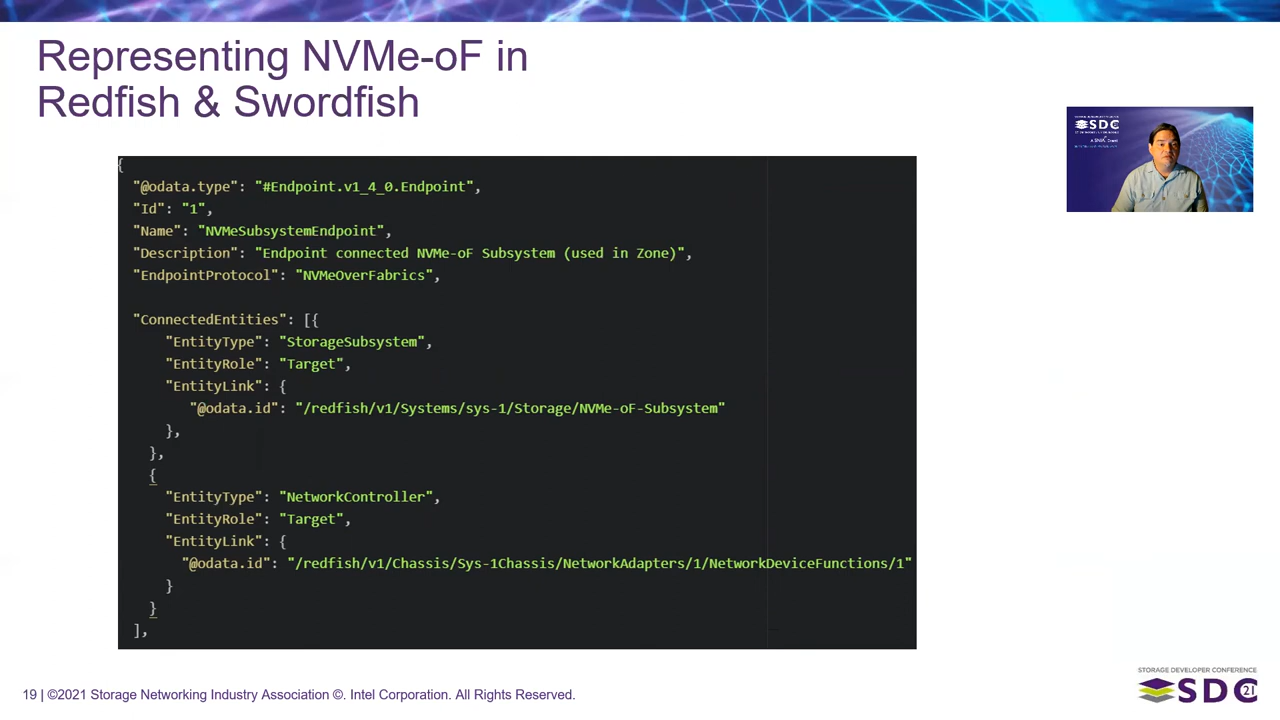 Representing NVMe-oF in
Redfish & Swordfish
SDC
{
"@odata.type": "#Endpoint.v1_4_0.Endpoint",
"Id": "1",
"Name": "NVMeSubsystemEndpoint",
"Description": "Endpoint connected NVMe-oF Subsystem (used in Zone)",
"EndpointProtocol": "NVMeOverFabrics",
"ConnectedEntities": [{
"EntityType": "StorageSubsystem",
"EntityRole": "Target",
"EntityLink": {
"@odata.id": "/redfish/v1/Systems/sys-1/Storage/NVMe-oF-Subsystem"
},
},
{
"EntityType": "NetworkController",
"EntityRole": "Target",
"EntityLink": {
"@odata.id": "/redfish/v1/Chassis/Sys-1Chassis/NetworkAdapters/1/NetworkDeviceFunctions/1"
}
}
],
19 | ©2021 Storage Networking Industry Association ©. Intel Corporation. All Rights Reserved.
STORAGE DEVELOPER CONFERENCE
SDC 21